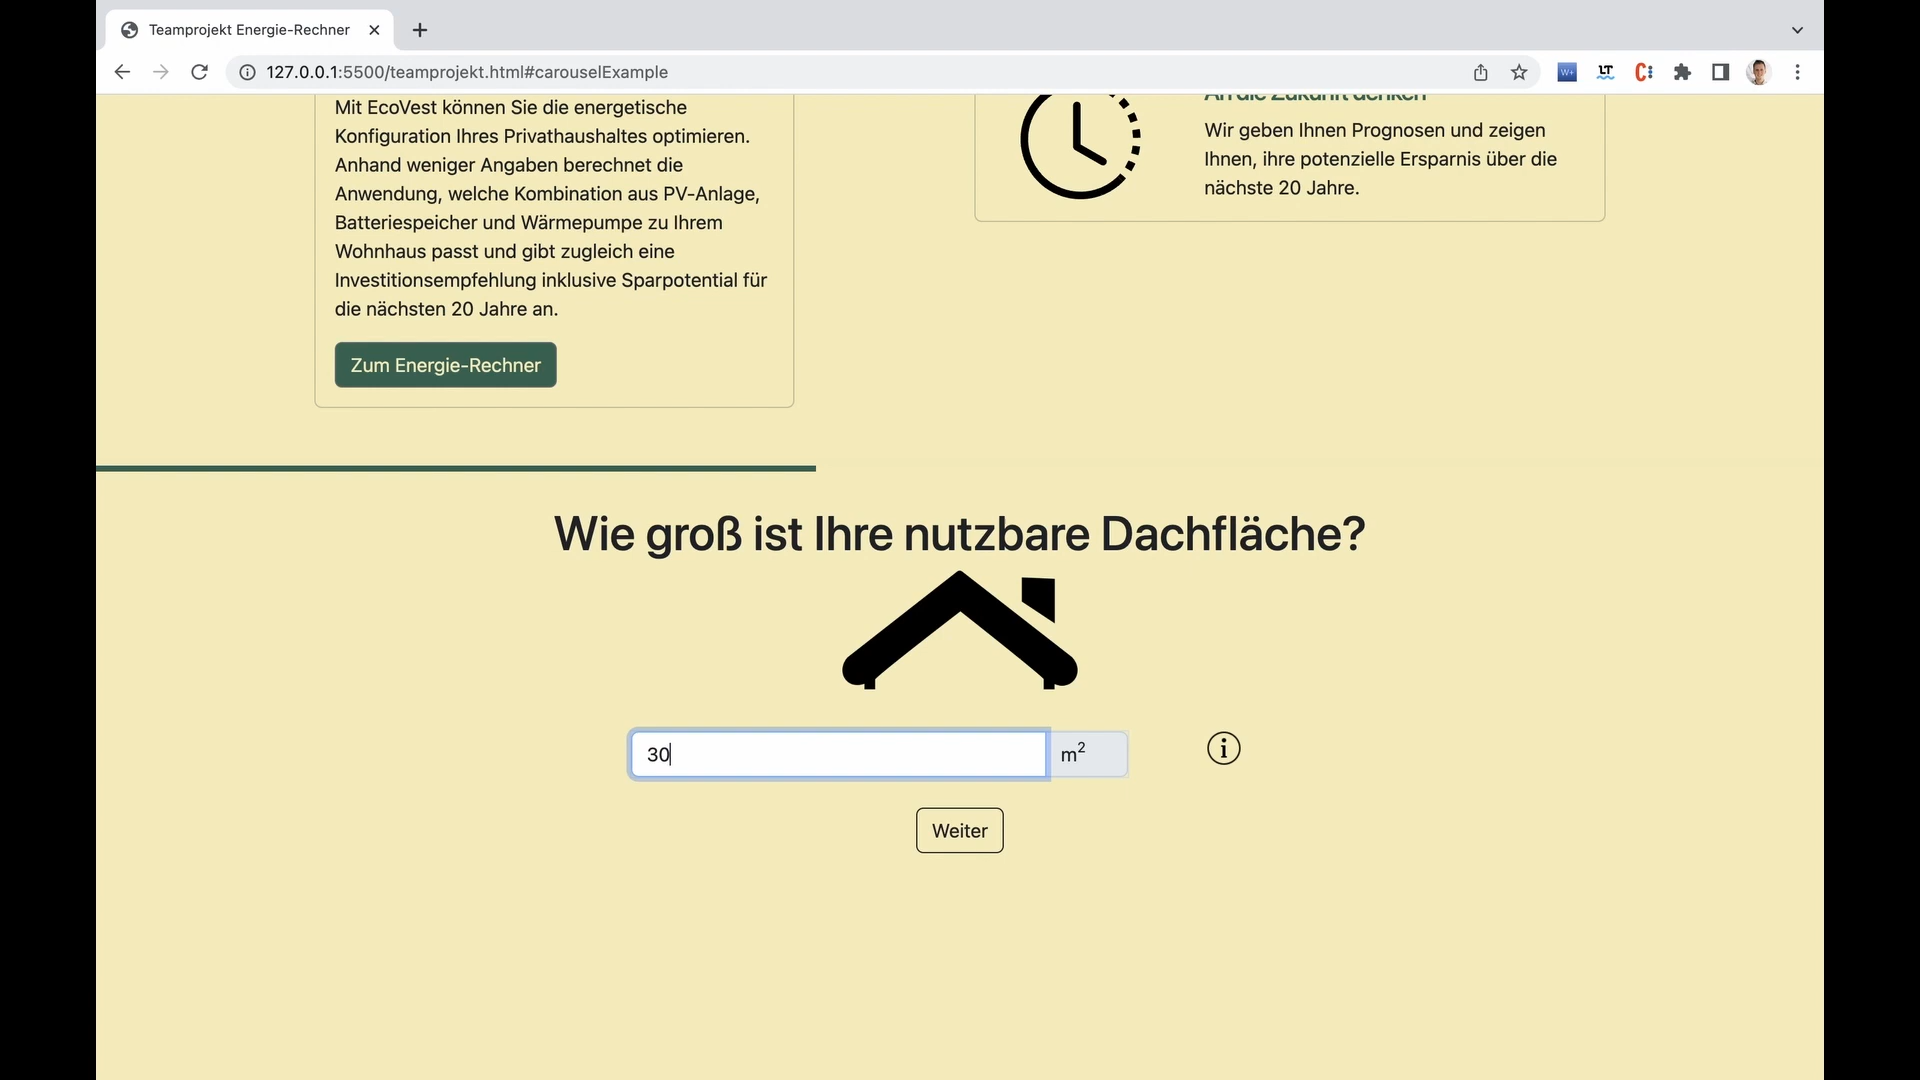 Teamprojekt Energie-Rechner
127.0.0.1:5500/teamprojekt.html#carouselExample
W+
LT
C
Mit EcoVest können Sie die energetische
Konfiguration Ihres Privathaushaltes optimieren.
Anhand weniger Angaben berechnet die
Anwendung, welche Kombination aus PV-Anlage,
Batteriespeicher und Wärmepumpe zu Ihrem
Wohnhaus passt und gibt zugleich eine
Investitionsempfehlung inklusive Sparpotential für
die nächsten 20 Jahre an.
Zum Energie-Rechner
An die Zukunft denken
Wir geben Ihnen Prognosen und zeigen
Ihnen, ihre potenzielle Ersparnis über die
nächste 20 Jahre.
Wie groß ist Ihre nutzbare Dachfläche?
30
m²
i
Weiter